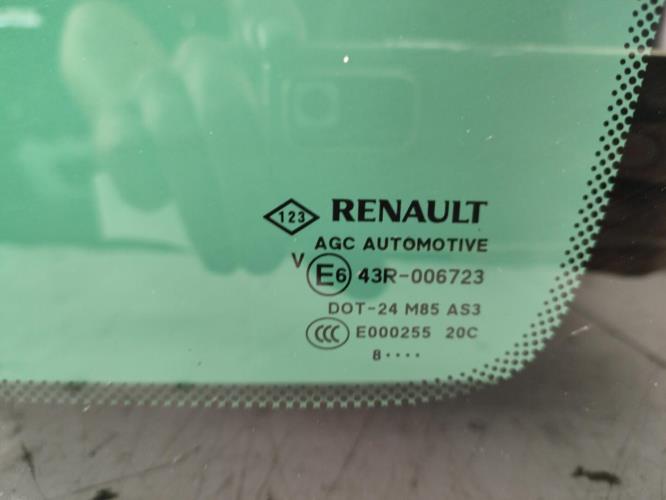 123 RENAULT
AGC AUTOMOTIVE
V E6 43R-006723
DOT-24 M85 AS3
CCC E000255 20C
8••••